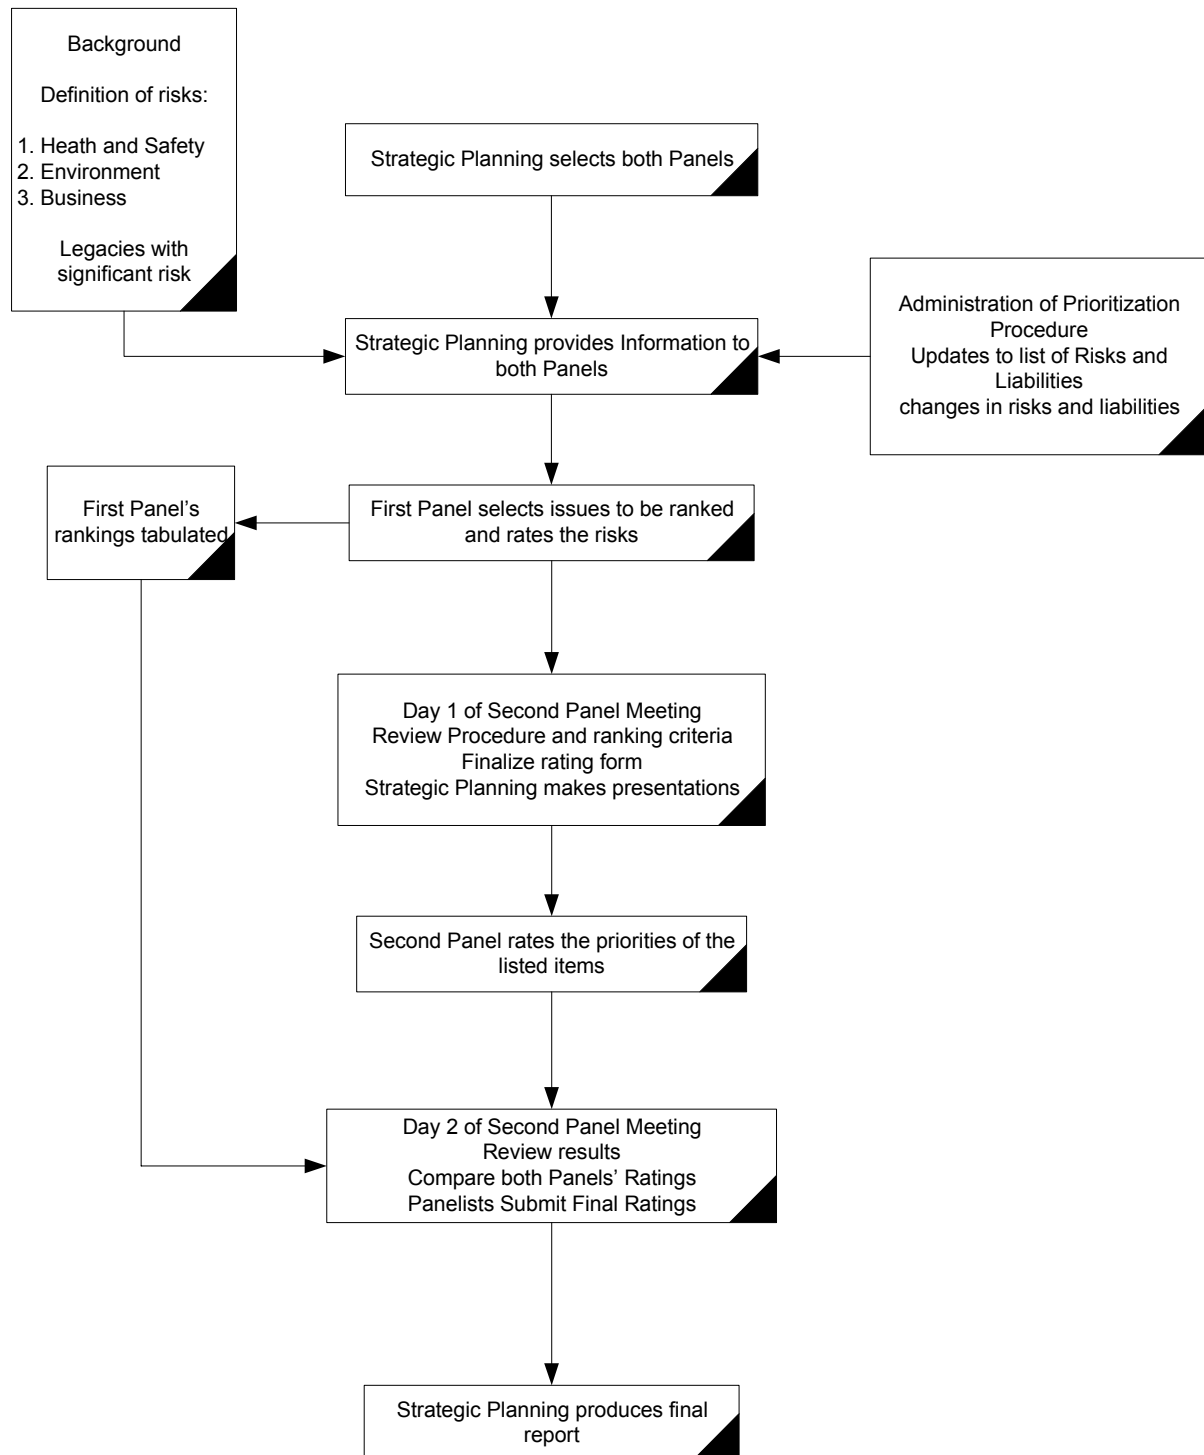 Background
Definition of risks:
1. Heath and Safety
2. Environment
3. Business
Legacies with
significant risk
Strategic Planning selects both Panels
Administration of Prioritization
Procedure
Updates to list of Risks and
Liabilities
changes in risks and liabilities
Strategic Planning provides Information to
both Panels
First Panel’s
rankings tabulated
First Panel selects issues to be ranked
and rates the risks
Day 1 of Second Panel Meeting
Review Procedure and ranking criteria
Finalize rating form
Strategic Planning makes presentations
Second Panel rates the priorities of the
listed items
Day 2 of Second Panel Meeting
Review results
Compare both Panels’ Ratings
Panelists Submit Final Ratings
Strategic Planning produces final
report